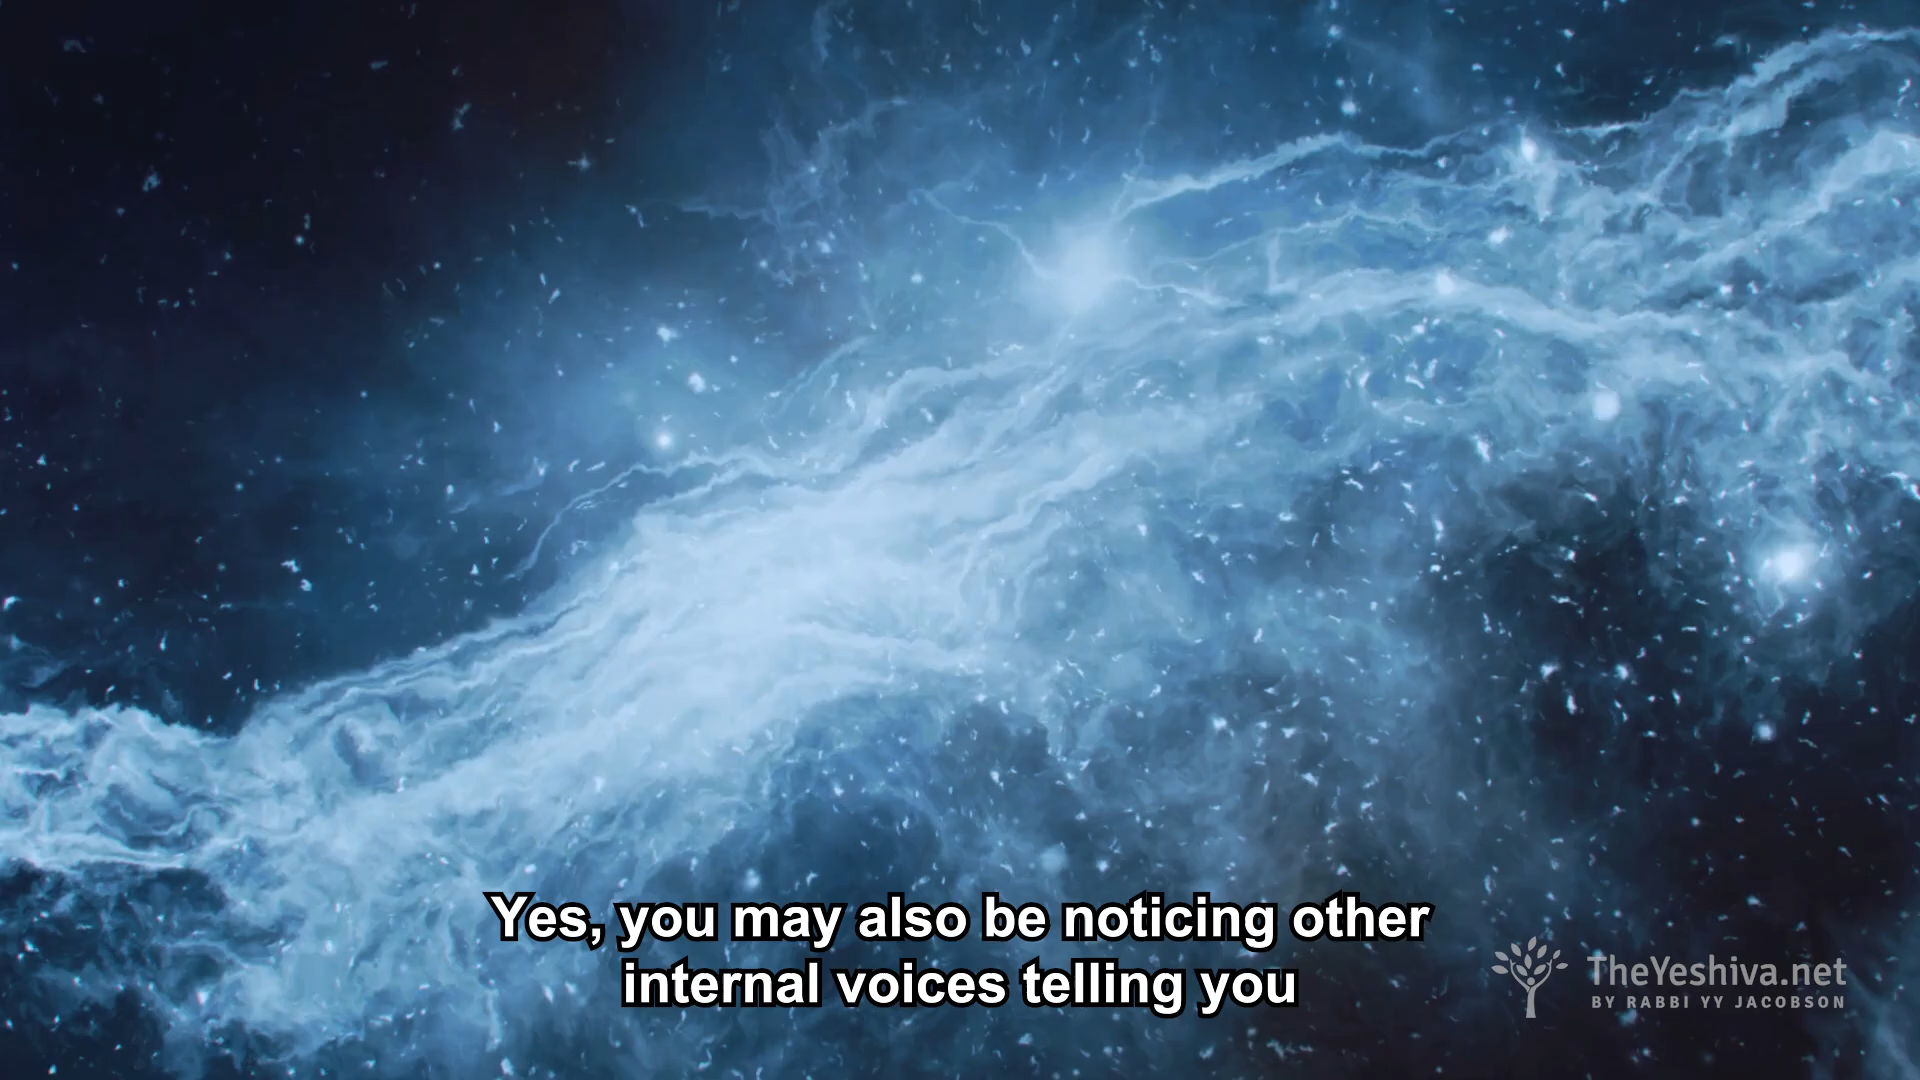 Yes, you may also be noticing other
internal voices telling you
TheYeshiva.net
BY RABBI YY JACOBSON